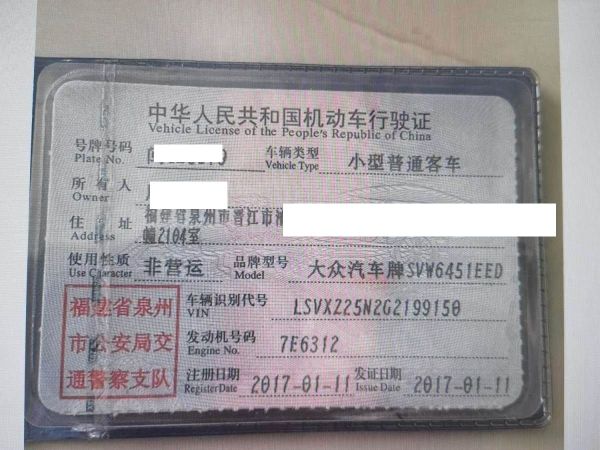 中华人民共和国机动车行驶证
Vehicle License of the People's Republic of China
号牌号码 Plate No. 车辆类型 Vehicle Type 小型普通客车
所有人 Owner
住址 Address 福建省泉州市晋江市
幢2104室
使用性质 Use Character 非营运 品牌型号 Model 大众汽车牌SVW6451EED
福建省泉州
市公安局交
通警察支队
车辆识别代号 VIN LSVX225N2G2199150
发动机号码 Engine No. 7E6312
注册日期 Register Date 2017-01-11 发证日期 Issue Date 2017-01-11